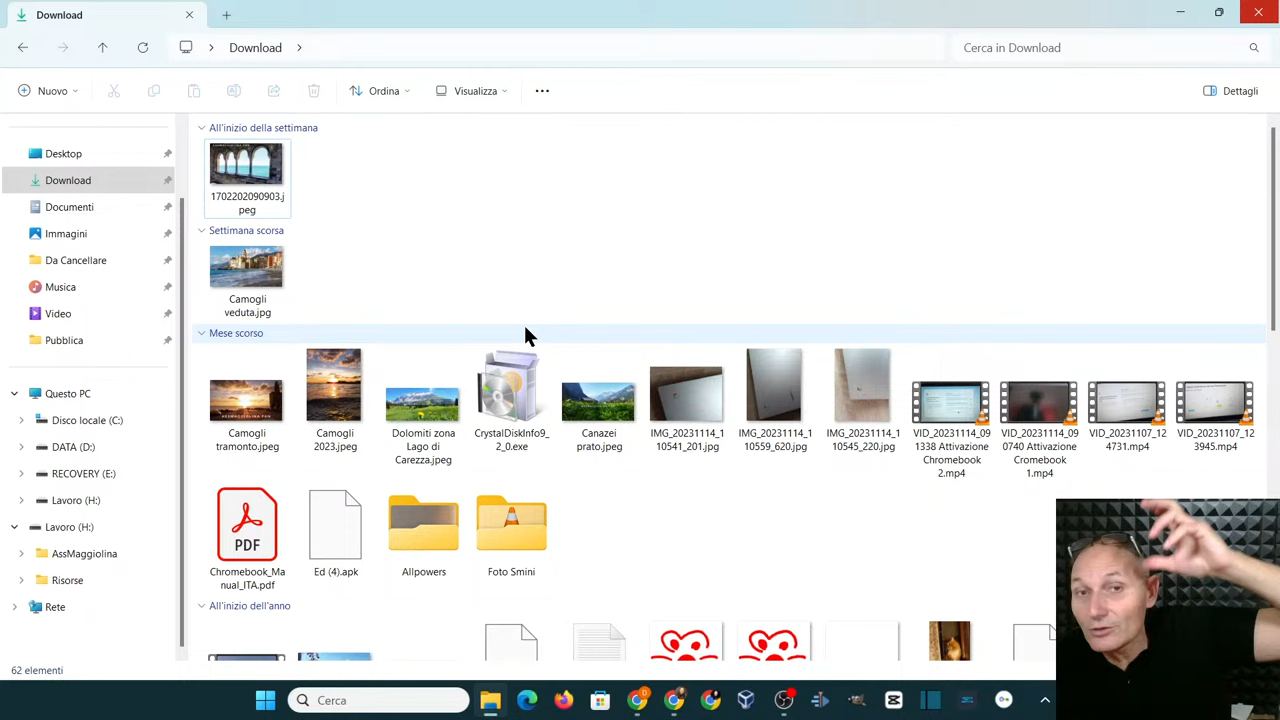 Download
Download
Cerca in Download
Nuovo
Ordina
Visualizza
Dettagli
Desktop
Download
Documenti
Immagini
Da Cancellare
Musica
Video
Pubblica
Questo PC
Disco locale (C:)
DATA (D:)
RECOVERY (E:)
Lavoro (H:)
Lavoro (H:)
AssMaggiolina
Risorse
Rete
All'inizio della settimana
1702202090903.j
peg
Settimana scorsa
Camogli
veduta.jpg
Mese scorso
Camogli
tramonto.jpeg
Camogli
2023.jpeg
Dolomiti zona
Lago di
Carezza.jpeg
CrystalDiskInfo9_
2_0.exe
Canazei
prato.jpeg
IMG_20231114_1
10541_201.jpg
IMG_20231114_1
10559_620.jpg
IMG_20231114_1
10545_220.jpg
VID_20231114_09
1338 Attivazione
Chromebook
2.mp4
VID_20231114_09
0740 Attivazione
Cromebook
1.mp4
VID_20231107_12
4731.mp4
VID_20231107_12
3945.mp4
PDF
Chromebook_Ma
nual_ITA.pdf
Ed (4).apk
Allpowers
Foto Smini
All'inizio dell'anno
62 elementi
Cerca